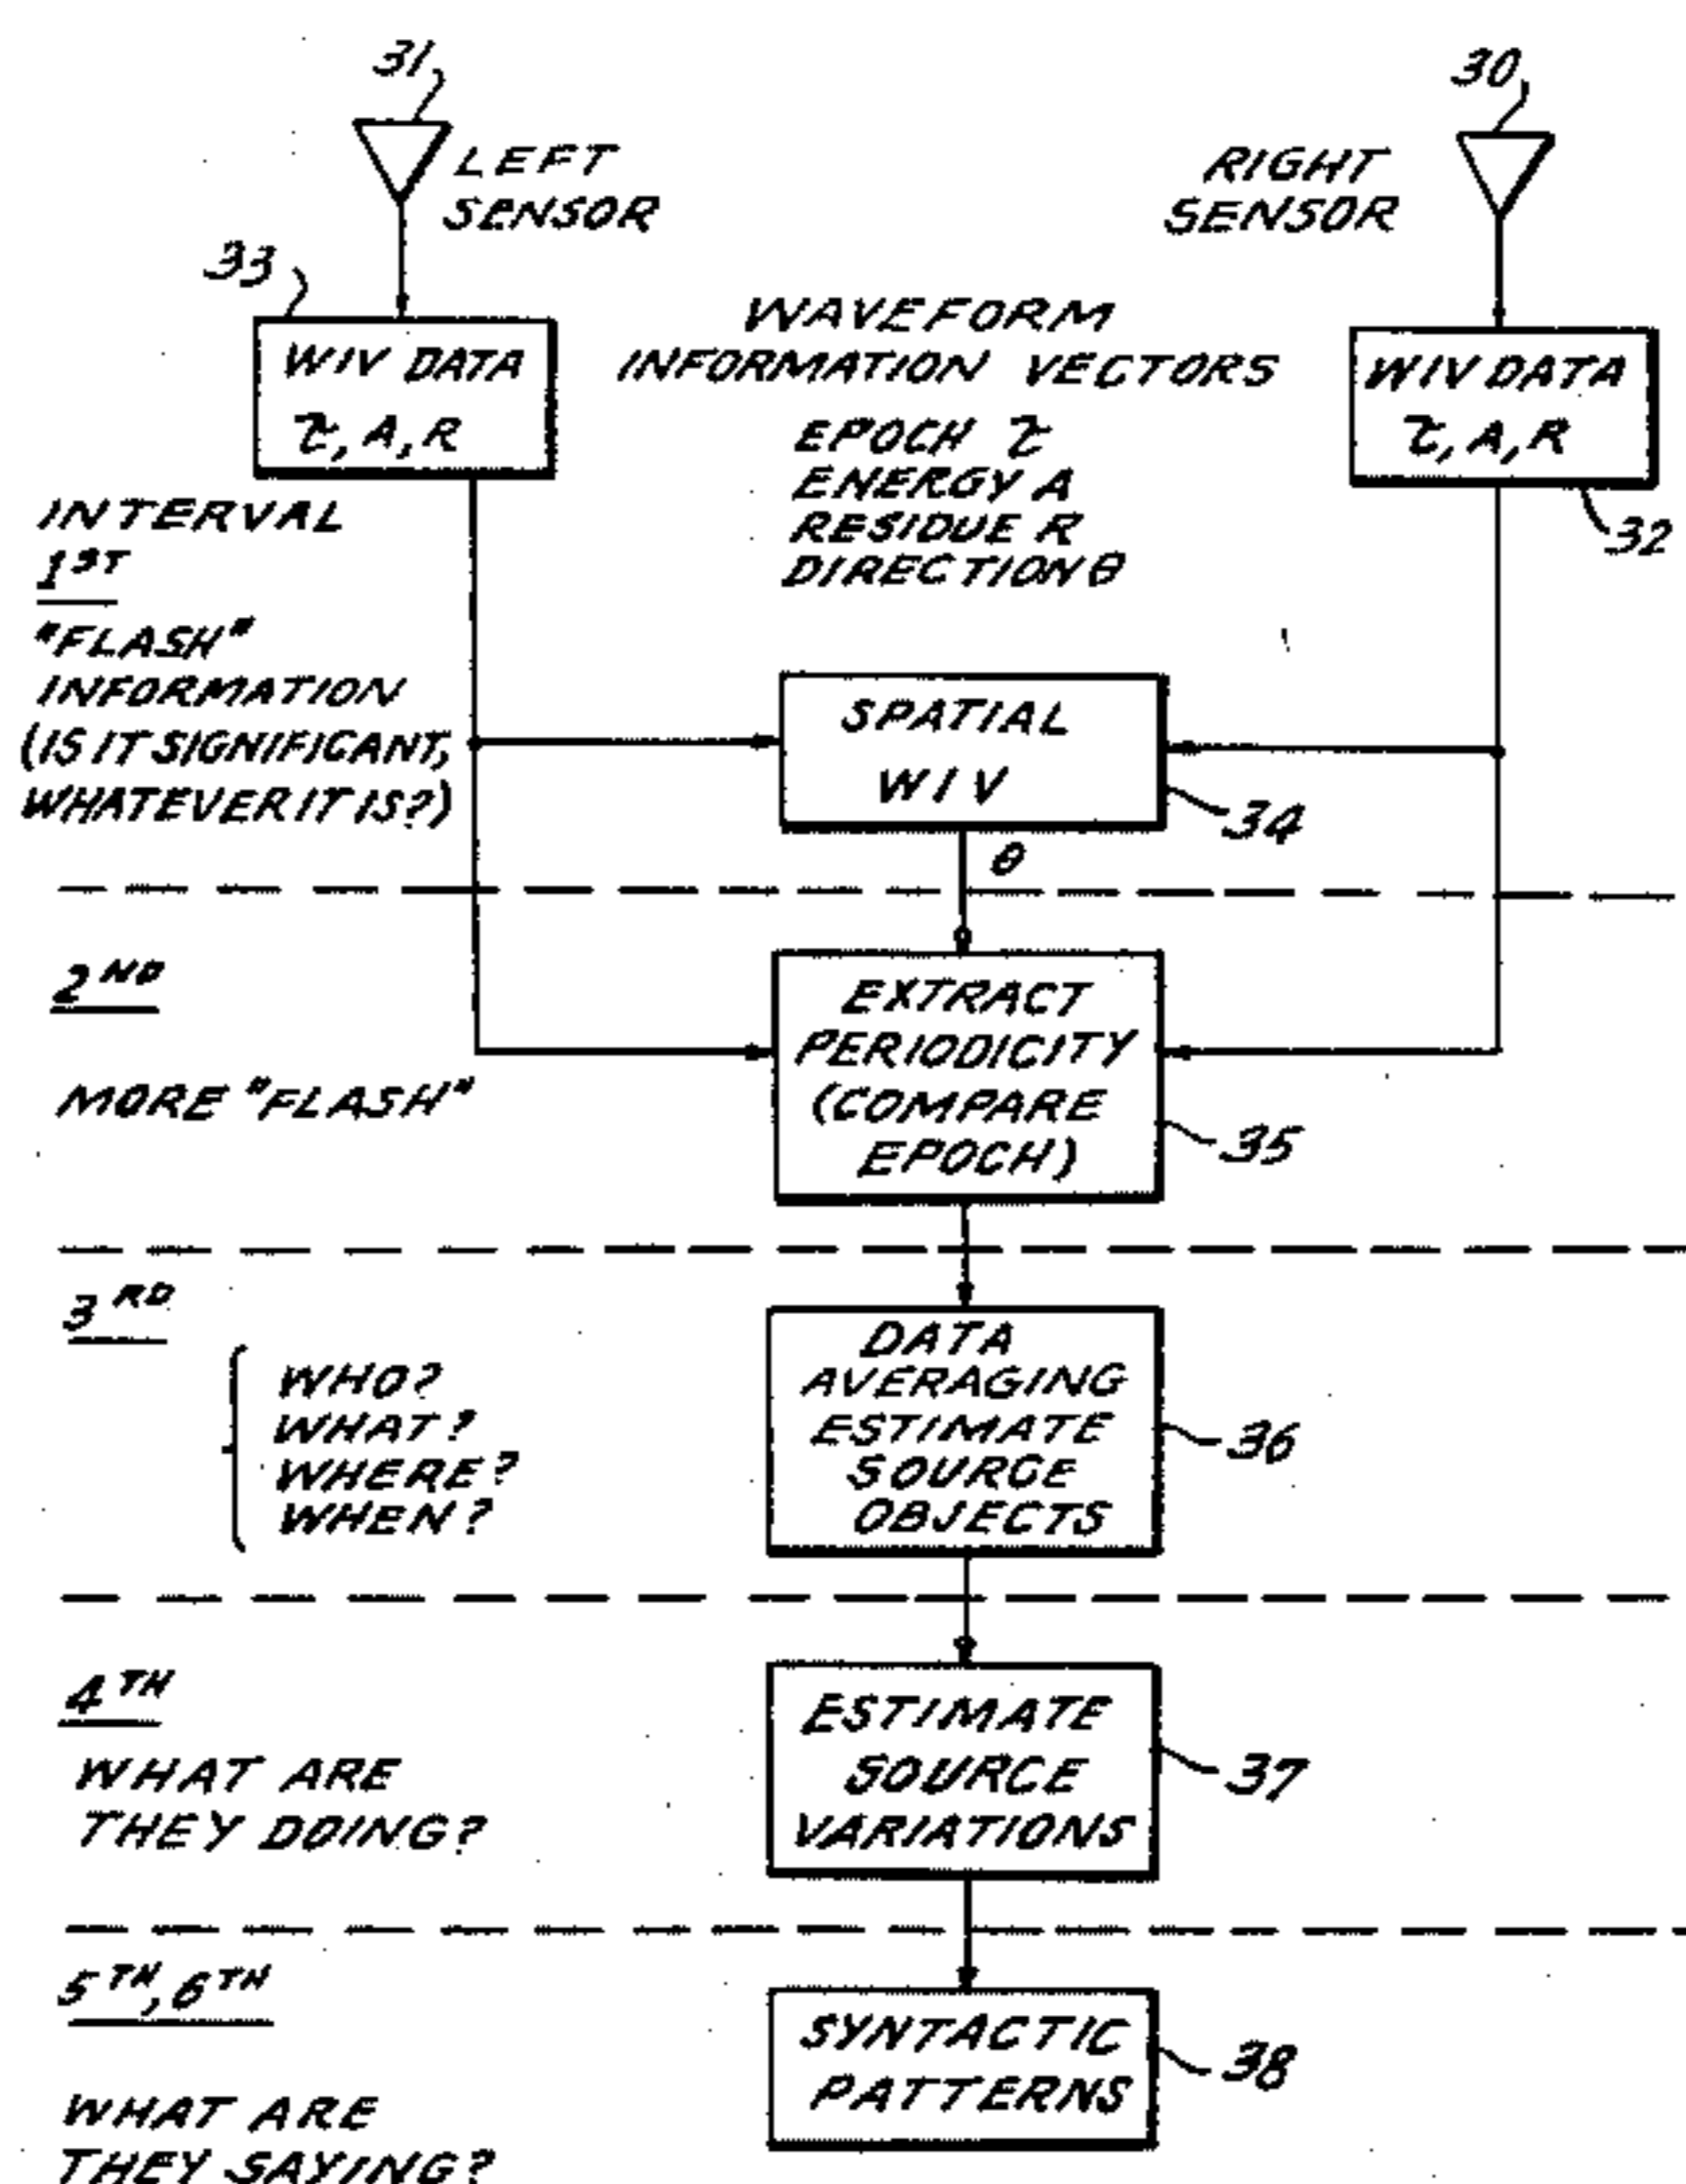 31
LEFT
SENSOR
30
RIGHT
SENSOR
33
WIV DATA
τ, A, R
WAVEFORM
INFORMATION VECTORS
EPOCH τ
ENERGY A
RESIDUE R
DIRECTION θ
WIV DATA
τ, A, R
32
INTERVAL
1ST
"FLASH"
INFORMATION
(IS IT SIGNIFICANT,
WHATEVER IT IS?)
SPATIAL
WIV
34
θ
2ND
MORE "FLASH"
EXTRACT
PERIODICITY
(COMPARE
EPOCH)
35
3RD
WHO?
WHAT?
WHERE?
WHEN?
DATA
AVERAGING
ESTIMATE
SOURCE
OBJECTS
36
4TH
WHAT ARE
THEY DOING?
ESTIMATE
SOURCE
VARIATIONS
37
5TH, 6TH
WHAT ARE
THEY SAYING?
SYNTACTIC
PATTERNS
38